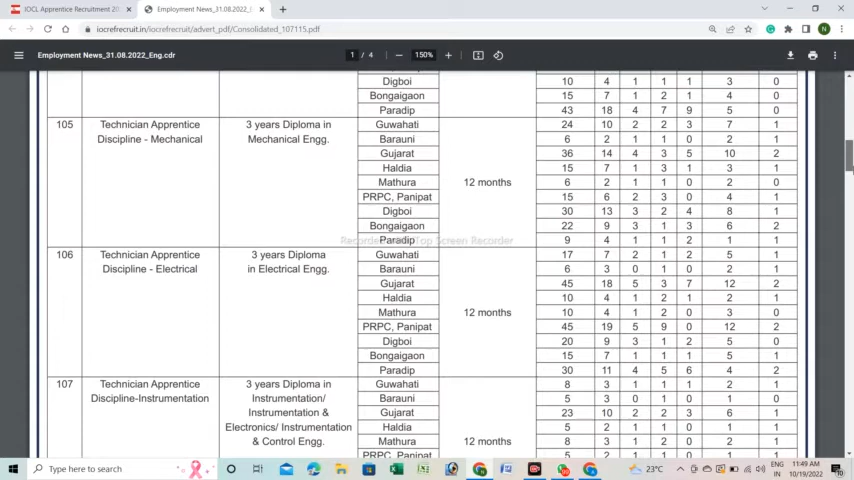 IOCL Apprentice Recruitment 20
Employment News_31.08.2022_E
iocrefrecruit.in/iocrefrecruit/advert_pdf/Consolidated_107115.pdf
N
Employment News_31.08.2022_Eng.cdr
1 / 4
150%
Digboi 10 4 1 1 1 3 0
Bongaigaon 15 7 1 2 1 4 0
Paradip 43 18 4 7 9 5 0
105 Technician Apprentice 3 years Diploma in Guwahati 24 10 2 2 3 7 1
Discipline - Mechanical Mechanical Engg. Barauni 6 2 1 1 0 2 1
Gujarat 36 14 4 3 5 10 2
Haldia 15 7 1 3 1 3 1
Mathura 12 months 6 2 1 1 0 2 0
PRPC, Panipat 15 6 2 3 0 4 1
Digboi 30 13 3 2 4 8 1
Bongaigaon 22 9 3 1 3 6 2
Paradip 9 4 1 1 2 1 1
106 Technician Apprentice 3 years Diploma Guwahati 17 7 2 1 2 5 1
Discipline - Electrical in Electrical Engg. Barauni 6 3 0 1 0 2 1
Gujarat 45 18 5 3 7 12 2
Haldia 10 4 1 2 1 2 1
Mathura 12 months 10 4 1 2 0 3 0
PRPC, Panipat 45 19 5 9 0 12 2
Digboi 20 9 3 1 2 5 0
Bongaigaon 15 7 1 1 1 5 1
Paradip 30 11 4 5 6 4 2
107 Technician Apprentice 3 years Diploma in Guwahati 8 3 1 1 1 2 1
Discipline-Instrumentation Instrumentation/ Barauni 5 3 0 1 0 1 0
Instrumentation & Gujarat 23 10 2 2 3 6 1
Electronics/ Instrumentation Haldia 5 2 1 1 0 1 1
& Control Engg. Mathura 12 months 8 3 1 2 0 2 1
PRPC, Panipat 5 2 1 1 0 1 1
Top Screen Recorder
Type here to search
23°C
ENG
IN
11:49 AM
10/19/2022